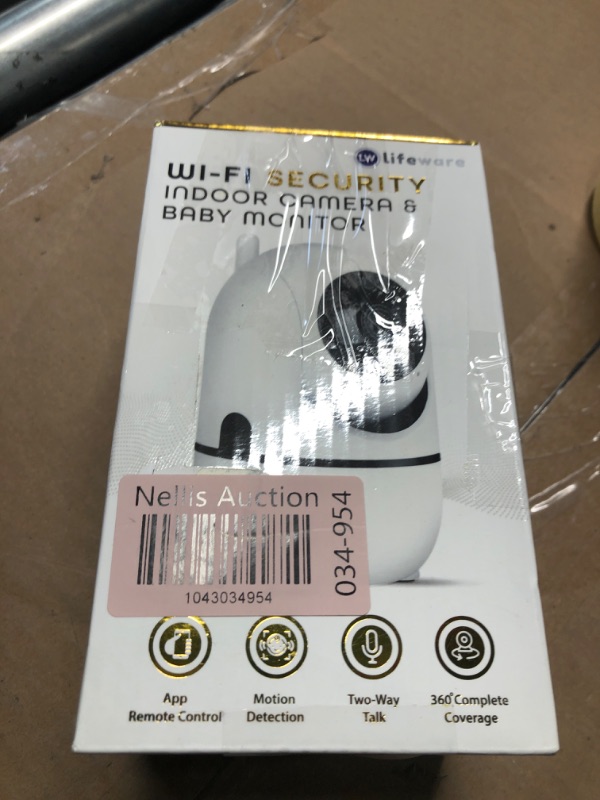 LW lifeware
WI-FI SECURITY
INDOOR CAMERA &
BABY MONITOR
Nellis Auction
1043034954
034-954
App
Remote Control
Motion
Detection
Two-Way
Talk
360° Complete
Coverage